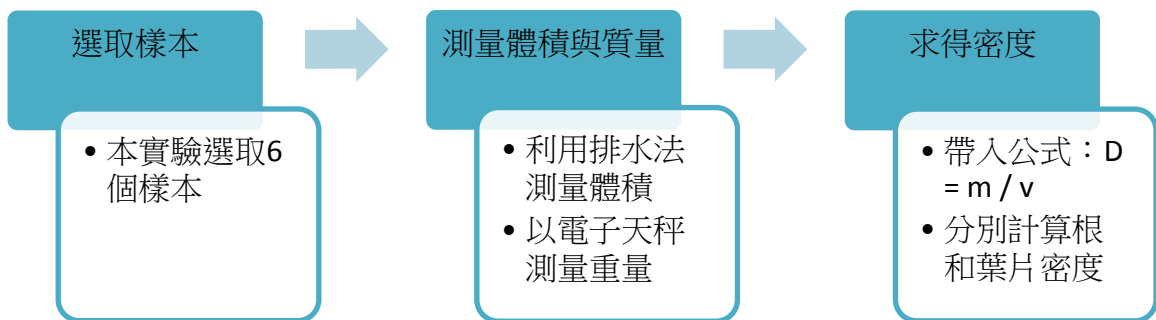 選取樣本
• 本實驗選取6
個樣本
測量體積與質量
• 利用排水法
測量體積
• 以電子天秤
測量重量
求得密度
• 帶入公式：D
= m / v
• 分別計算根
和葉片密度